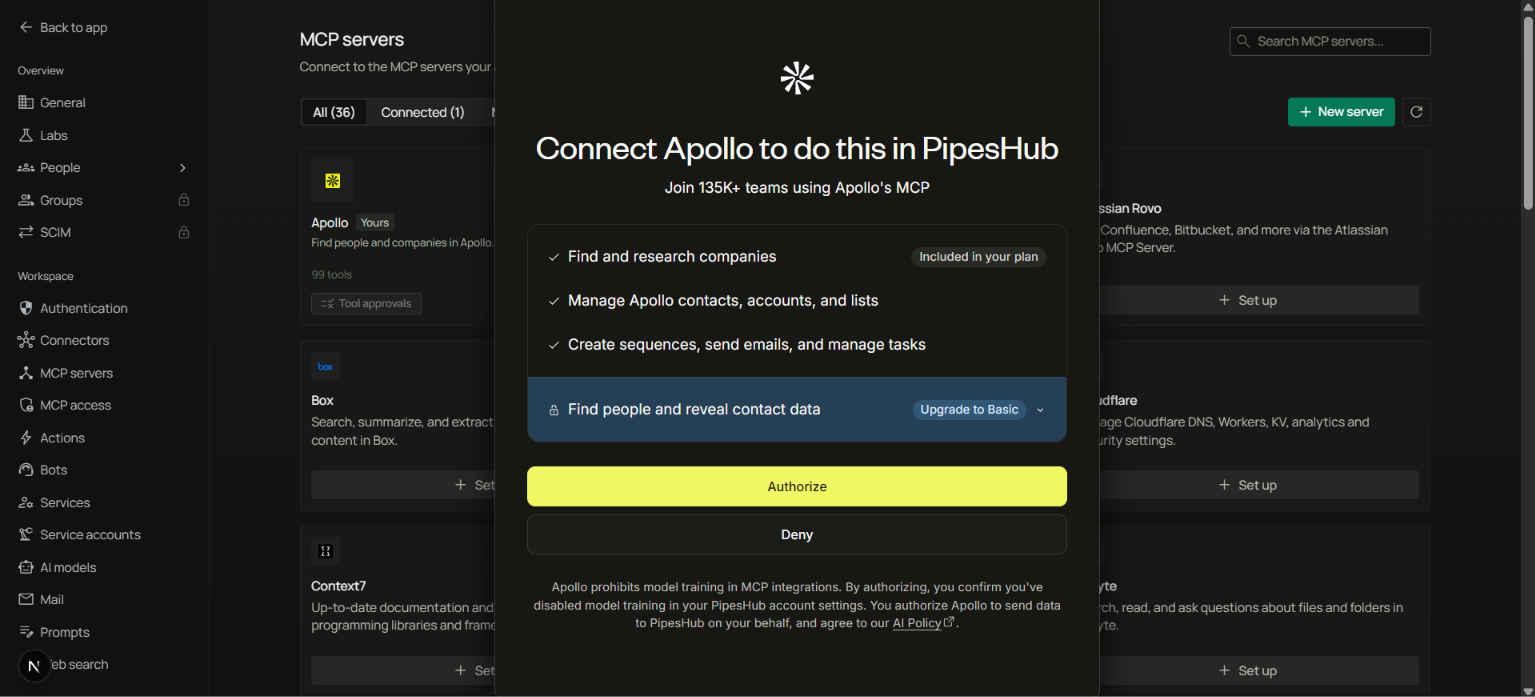 Back to app
Overview
General
Labs
People
Groups
SCIM
Workspace
Authentication
Connectors
MCP servers
MCP access
Actions
Bots
Services
Service accounts
AI models
Mail
Prompts
N
eb search
MCP servers
Connect to the MCP servers your
Search MCP servers...
All (36)
Connected (1)
New server
Apollo
Yours
Find people and companies in Apollo.
99 tools
Tool approvals
box
Box
Search, summarize, and extract
content in Box.
Set
Context7
Up-to-date documentation and
programming libraries and frame
Set
Connect Apollo to do this in PipesHub
Join 135K+ teams using Apollo's MCP
Find and research companies
Included in your plan
Manage Apollo contacts, accounts, and lists
Create sequences, send emails, and manage tasks
Find people and reveal contact data
Upgrade to Basic
Authorize
Deny
Apollo prohibits model training in MCP integrations. By authorizing, you confirm you've
disabled model training in your PipesHub account settings. You authorize Apollo to send data
to PipesHub on your behalf, and agree to our AI Policy.
ssian Rovo
Confluence, Bitbucket, and more via the Atlassian
MCP Server.
Set up
udflare
age Cloudflare DNS, Workers, KV, analytics and
urity settings.
Set up
yte
rch, read, and ask questions about files and folders in
yte.
Set up